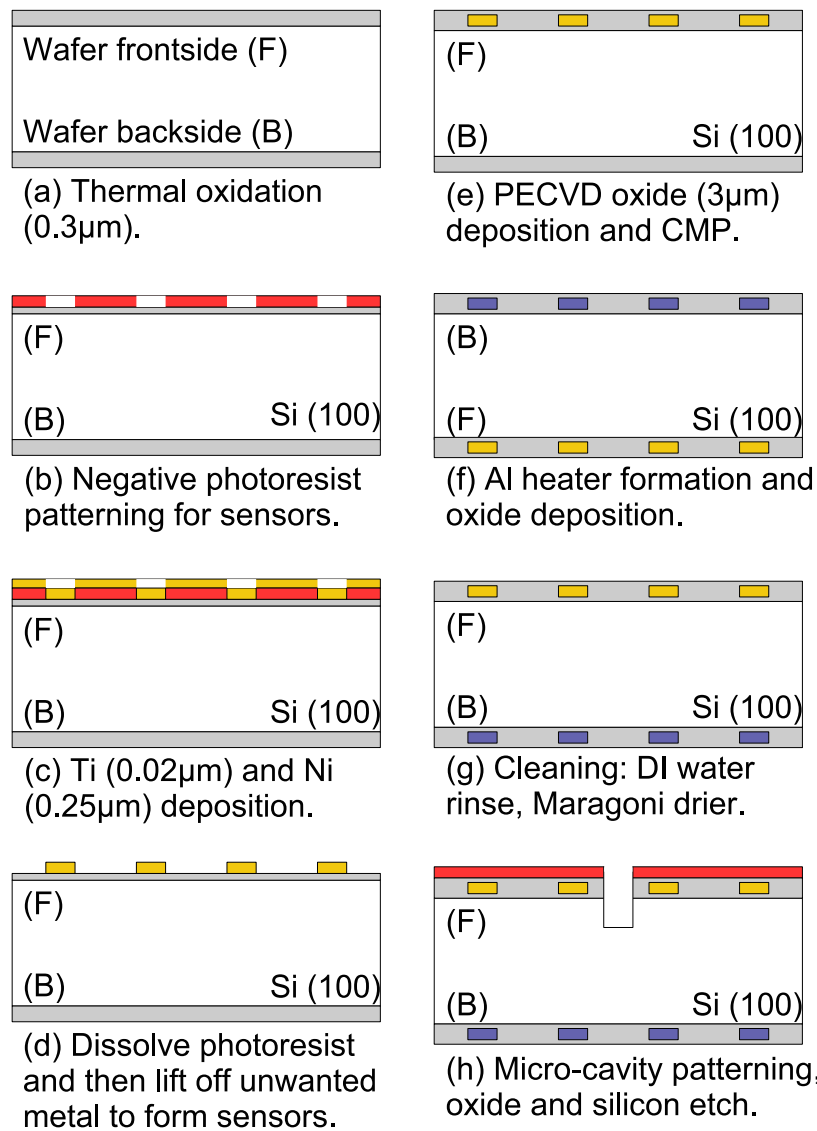 Wafer frontside (F)
Wafer backside (B)
(a) Thermal oxidation
(0.3µm).
(F)
(B) Si (100)
(b) Negative photoresist
patterning for sensors.
(F)
(B) Si (100)
(c) Ti (0.02µm) and Ni
(0.25µm) deposition.
(F)
(B) Si (100)
(d) Dissolve photoresist
and then lift off unwanted
metal to form sensors.
(F)
(B) Si (100)
(e) PECVD oxide (3µm)
deposition and CMP.
(B)
(F) Si (100)
(f) Al heater formation and
oxide deposition.
(F)
(B) Si (100)
(g) Cleaning: DI water
rinse, Maragoni drier.
(F)
(B) Si (100)
(h) Micro-cavity patterning,
oxide and silicon etch.